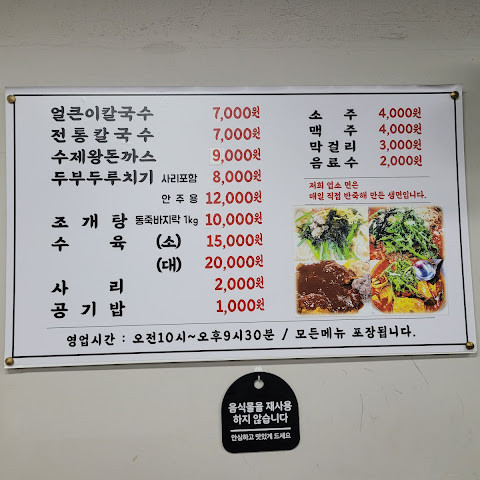 얼큰이칼국수 7,000원
전통칼국수 7,000원
수제왕돈까스 9,000원
두부두루치기 사리포함 8,000원
안주용 12,000원
조개탕 동죽바지락 1kg 10,000원
수육 (소) 15,000원
(대) 20,000원
사리 2,000원
공기밥 1,000원
소주 4,000원
맥주 4,000원
막걸리 3,000원
음료수 2,000원
저희 업소 면은
매일 직접 반죽해 만든 생면입니다.
영업시간 : 오전10시~오후9시30분 / 모든메뉴 포장됩니다.
음식물을 재사용
하지 않습니다
안심하고 맛있게 드세요